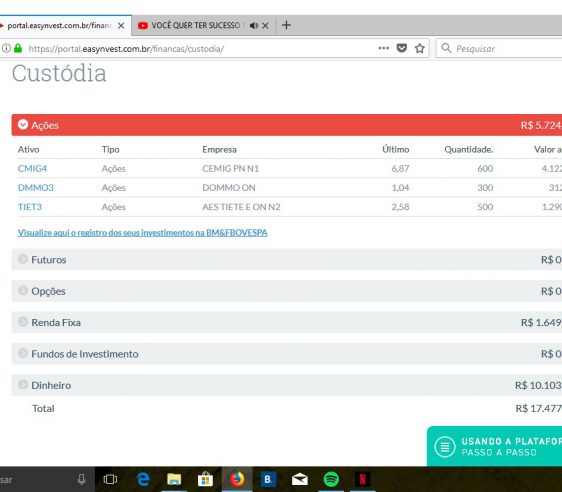 portal.easynvest.com.br/financ
VOCÊ QUER TER SUCESSO
https://portal.easynvest.com.br/financas/custodia/
Pesquisar
Custódia
Ações R$ 5.724
Ativo Tipo Empresa Último Quantidade. Valor a
CMIG4 Ações CEMIG PN N1 6,87 600 4.122
DMMO3 Ações DOMMO ON 1,04 300 312
TIET3 Ações AES TIETE E ON N2 2,58 500 1.290
Visualize aqui o registro dos seus investimentos na BM&FBOVESPA
Futuros R$ 0
Opções R$ 0
Renda Fixa R$ 1.649
Fundos de Investimento R$ 0
Dinheiro R$ 10.103
Total R$ 17.477
USANDO A PLATAFOR
PASSO A PASSO
sar
B.
N